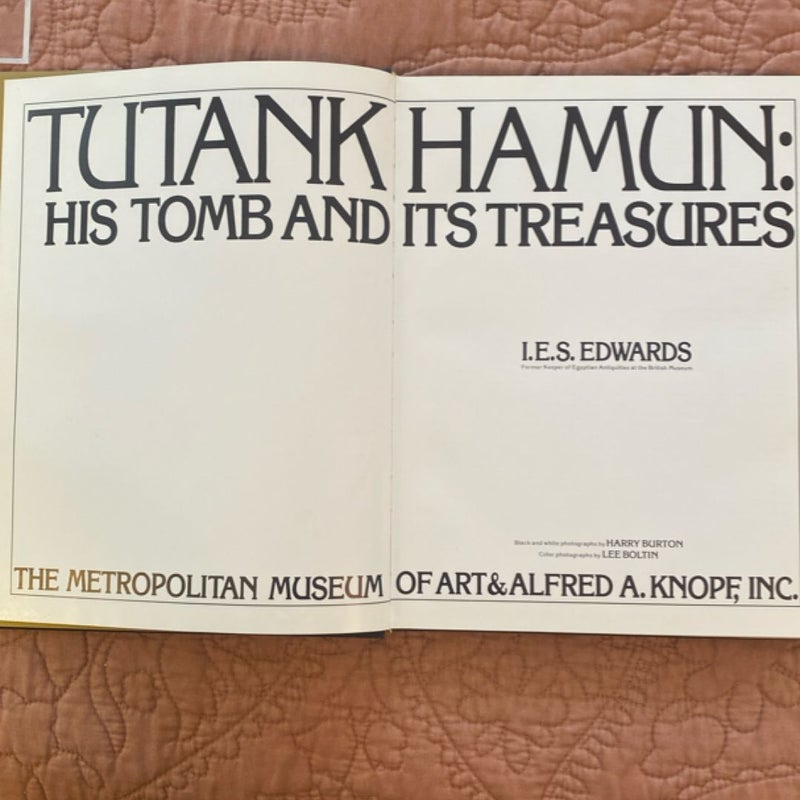 TUTANKHAMUN:
HIS TOMB AND ITS TREASURES
I.E.S. EDWARDS
Former Keeper of Egyptian Antiquities at the British Museum
Black and white photographs by HARRY BURTON
Color photographs by LEE BOLTIN
THE METROPOLITAN MUSEUM OF ART & ALFRED A. KNOPF, INC.